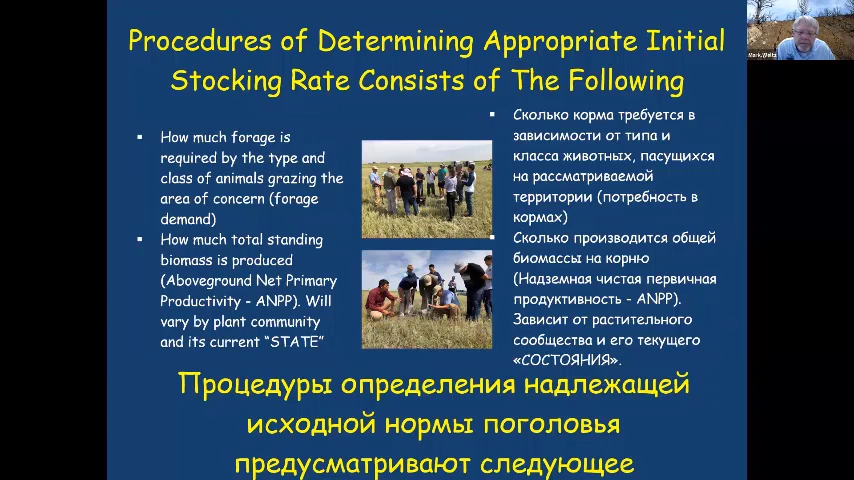 Procedures of Determining Appropriate Initial
Stocking Rate Consists of The Following
▪ How much forage is
required by the type and
class of animals grazing the
area of concern (forage
demand)
▪ How much total standing
biomass is produced
(Aboveground Net Primary
Productivity - ANPP). Will
vary by plant community
and its current “STATE”
▪ Сколько корма требуется в
зависимости от типа и
класса животных, пасущихся
на рассматриваемой
территории (потребность в
кормах)
▪ Сколько производится общей
биомассы на корню
(Надземная чистая первичная
продуктивность - ANPP).
Зависит от растительного
сообщества и его текущего
«СОСТОЯНИЯ».
Процедуры определения надлежащей
исходной нормы поголовья
предусматривают следующее
Mark.Weltz